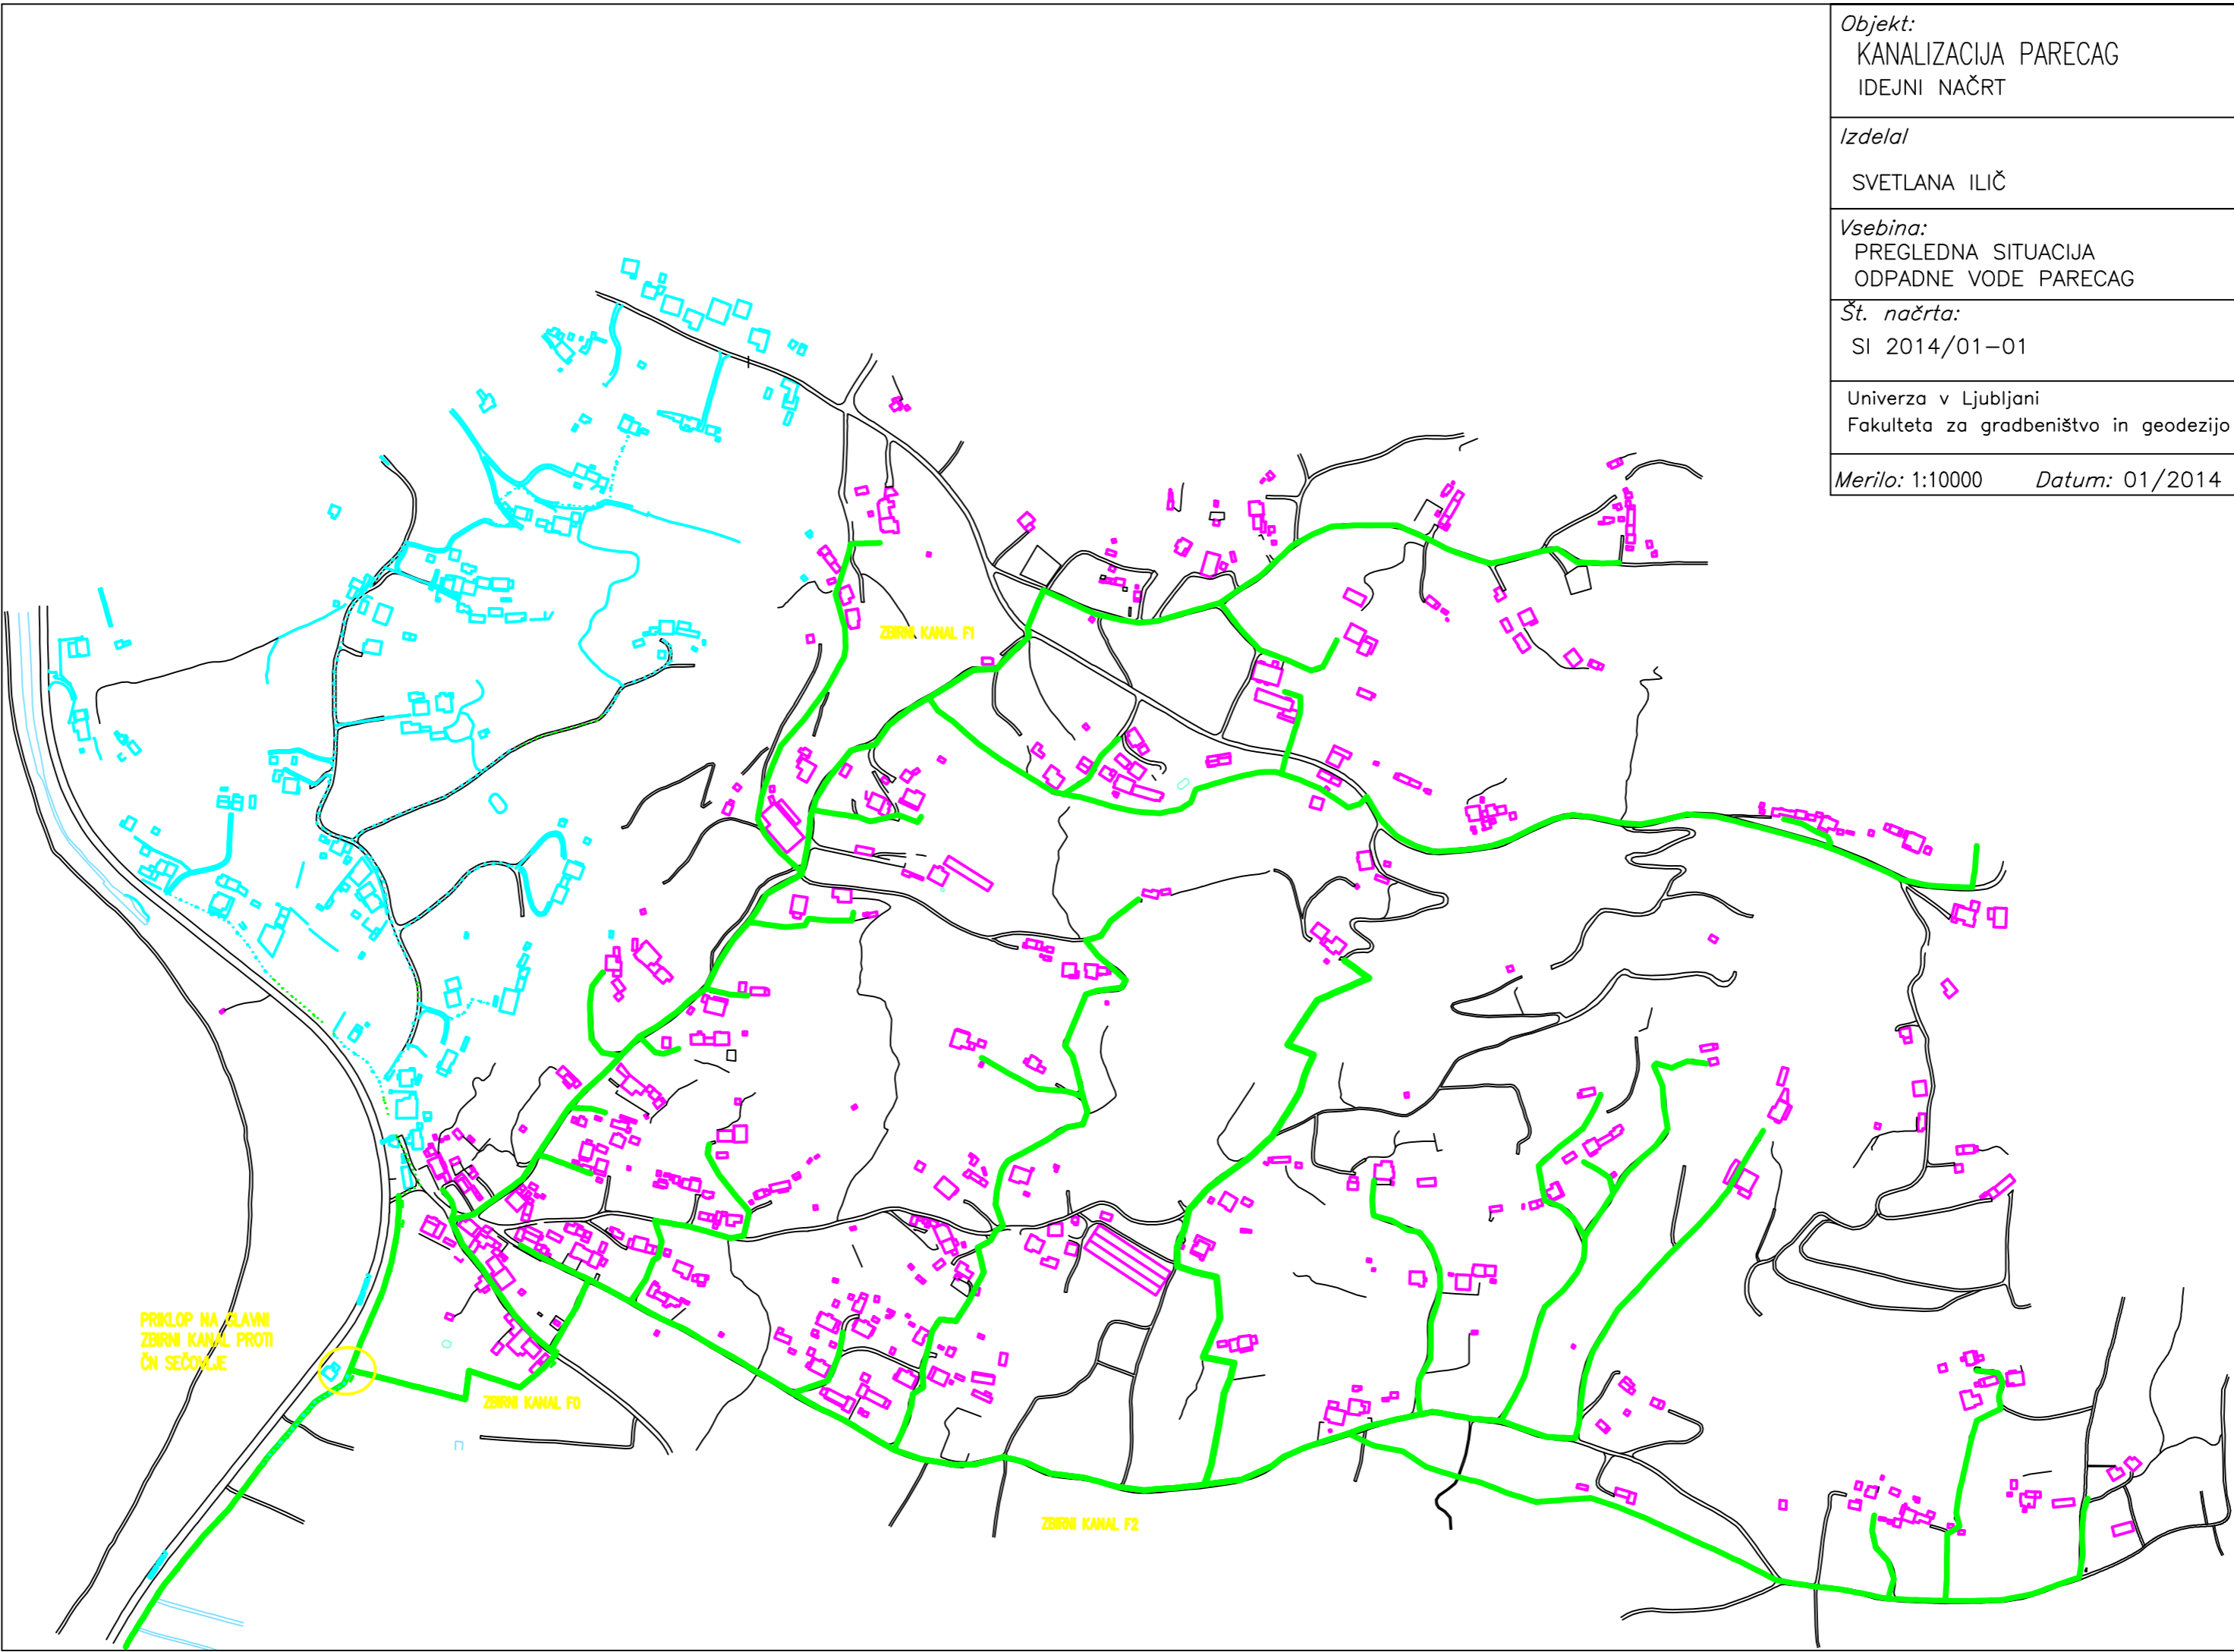 Objekt:
KANALIZACIJA PARECAG
IDEJNI NAČRT
Izdelal
SVETLANA ILIČ
Vsebina:
PREGLEDNA SITUACIJA
ODPADNE VODE PARECAG
Št. načrta:
SI 2014/01-01
Univerza v Ljubljani
Fakulteta za gradbeništvo in geodezijo
Merilo: 1:10000 Datum: 01/2014
ZBIRNI KANAL F1
PRIKLOP NA GLAVNI
ZBIRNI KANAL PROTI
ČN SEČOVLJE
ZBIRNI KANAL F0
ZBIRNI KANAL F2